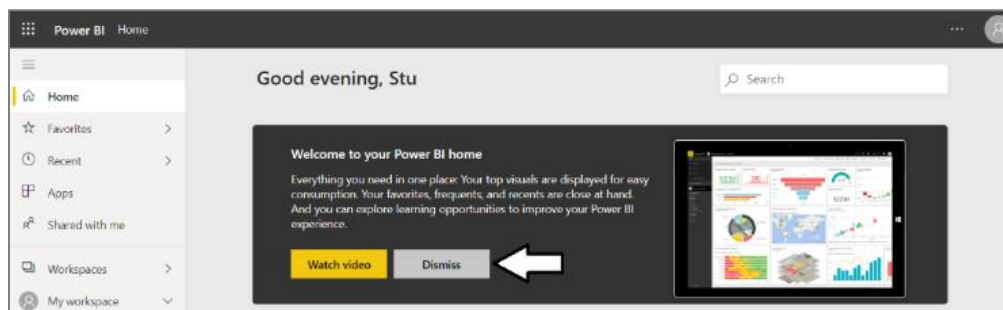 Power BI Home
Good evening, Stu
Search
Home
Favorites
Recent
Apps
Shared with me
Workspaces
My workspace
Welcome to your Power BI home
Everything you need in one place: Your top visuals are displayed for easy
consumption. Your favorites, frequents, and recents are close at hand.
And you can explore learning opportunities to improve your Power BI
experience.
Watch video
Dismiss